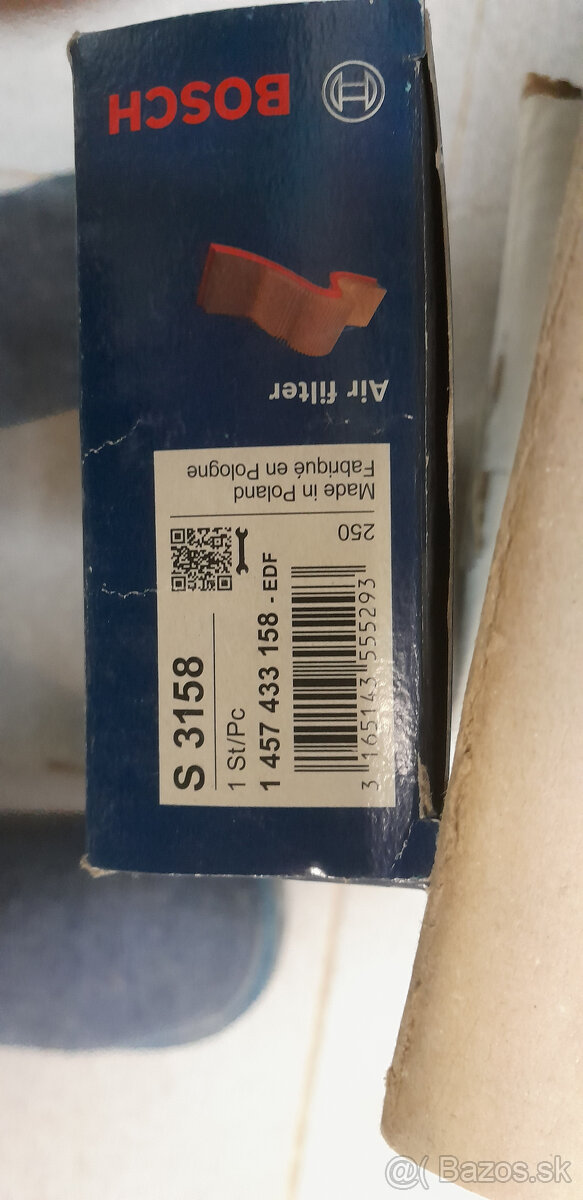 BOSCH
Air filter
Made in Poland
Fabriqué en Pologne
250
S 3158
1 St/Pc
1 457 433 158 - EDF
3 165143 555293
@( Bazos.sk